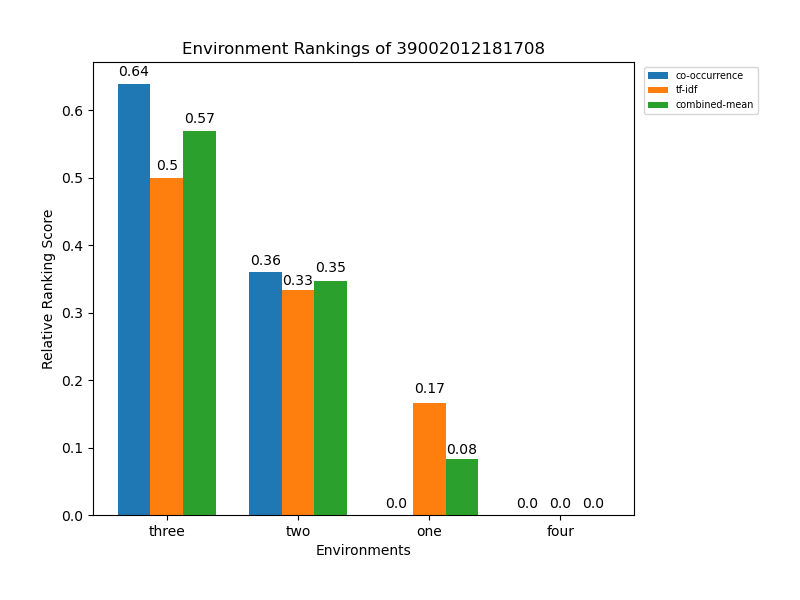 Environment Rankings of 39002012181708
co-occurrence
tf-idf
combined-mean
Relative Ranking Score
0.6
0.5
0.4
0.3
0.2
0.1
0.0
0.64
0.5
0.57
0.36
0.33
0.35
0.0
0.17
0.08
0.0
0.0
0.0
three
two
one
four
Environments